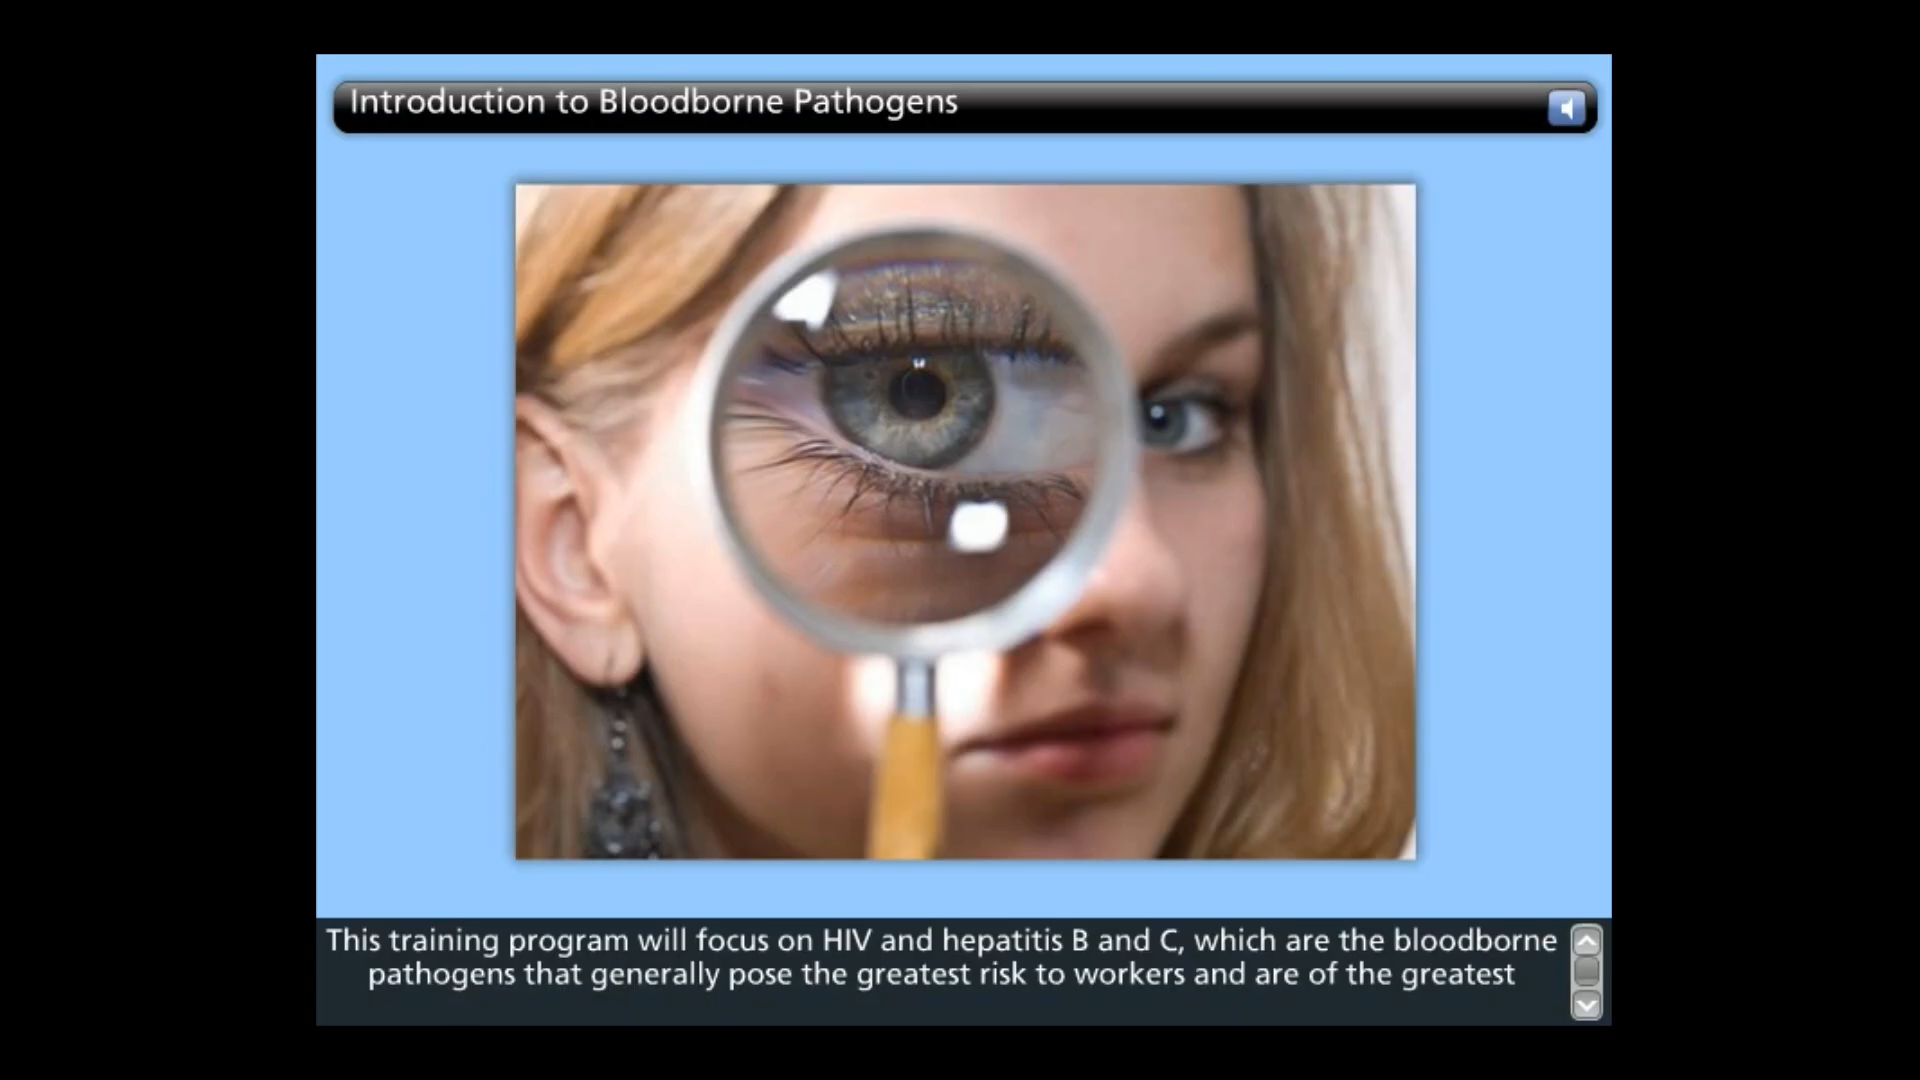 Introduction to Bloodborne Pathogens
This training program will focus on HIV and hepatitis B and C, which are the bloodborne
pathogens that generally pose the greatest risk to workers and are of the greatest